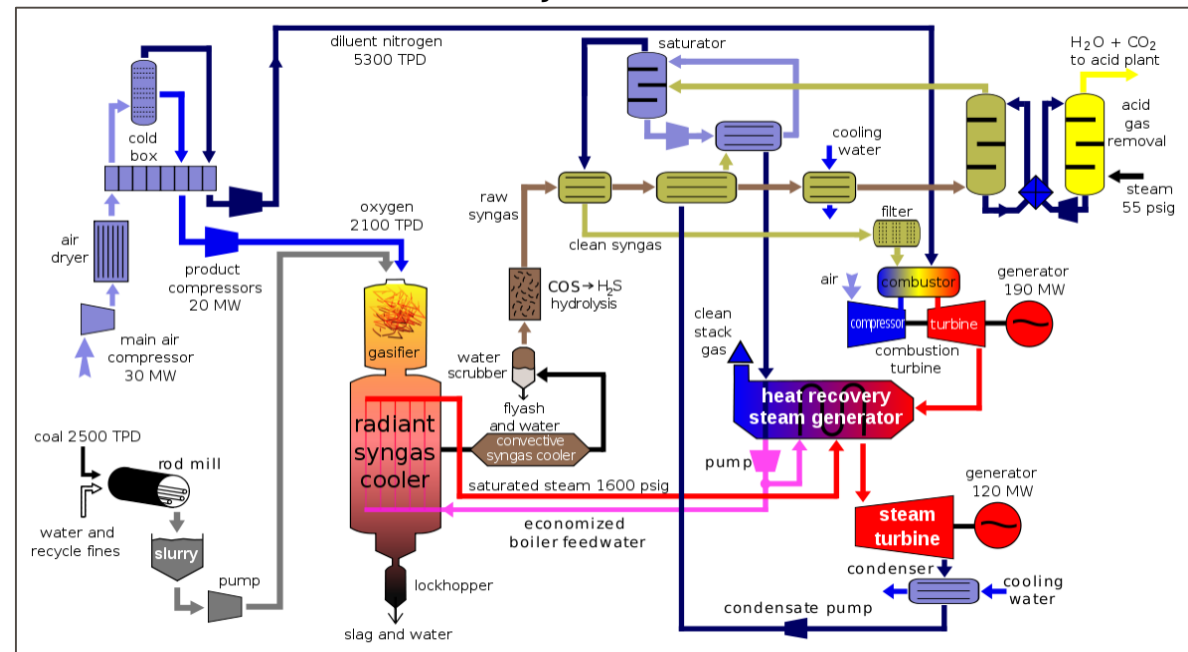 diluent nitrogen
5300 TPD
saturator
H2O + CO2
to acid plant
acid
gas
removal
steam
55 psig
cooling
water
cold
box
raw
syngas
oxygen
2100 TPD
clean syngas
filter
air
dryer
product
compressors
20 MW
COS→H2S
hydrolysis
air
combustor
generator
190 MW
compressor
turbine
combustion
turbine
main air
compressor
30 MW
gasifier
water
scrubber
clean
stack
gas
flyash
and water
convective
syngas cooler
heat recovery
steam generator
radiant
syngas
cooler
coal 2500 TPD
rod mill
pump
saturated steam 1600 psig
economized
boiler feedwater
generator
120 MW
steam
turbine
water and
recycle fines
slurry
pump
lockhopper
slag and water
condenser
cooling
water
condensate pump